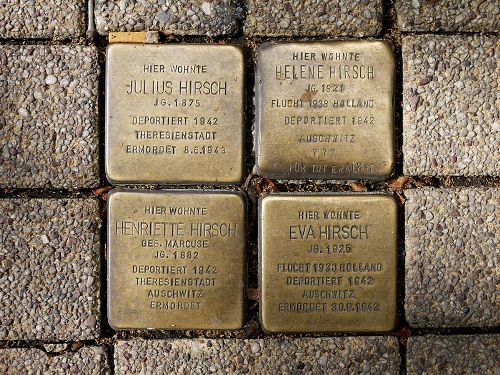 HIER WOHNTE
JULIUS HIRSCH
JG. 1875
DEPORTIERT 1942
THERESIENSTADT
ERMORDET 8.6.1943
HIER WOHNTE
HELENE HIRSCH
JG. 1921
FLUCHT 1938 HOLLAND
DEPORTIERT 1942
AUSCHWITZ
? ? ?
FÜR TOT ERKLÄRT
HIER WOHNTE
HENRIETTE HIRSCH
GEB. MARCUSE
JG. 1882
DEPORTIERT 1942
THERESIENSTADT
AUSCHWITZ
ERMORDET
HIER WOHNTE
EVA HIRSCH
JG. 1925
FLUCHT 1938 HOLLAND
DEPORTIERT 1942
AUSCHWITZ
ERMORDET 30.9.1942